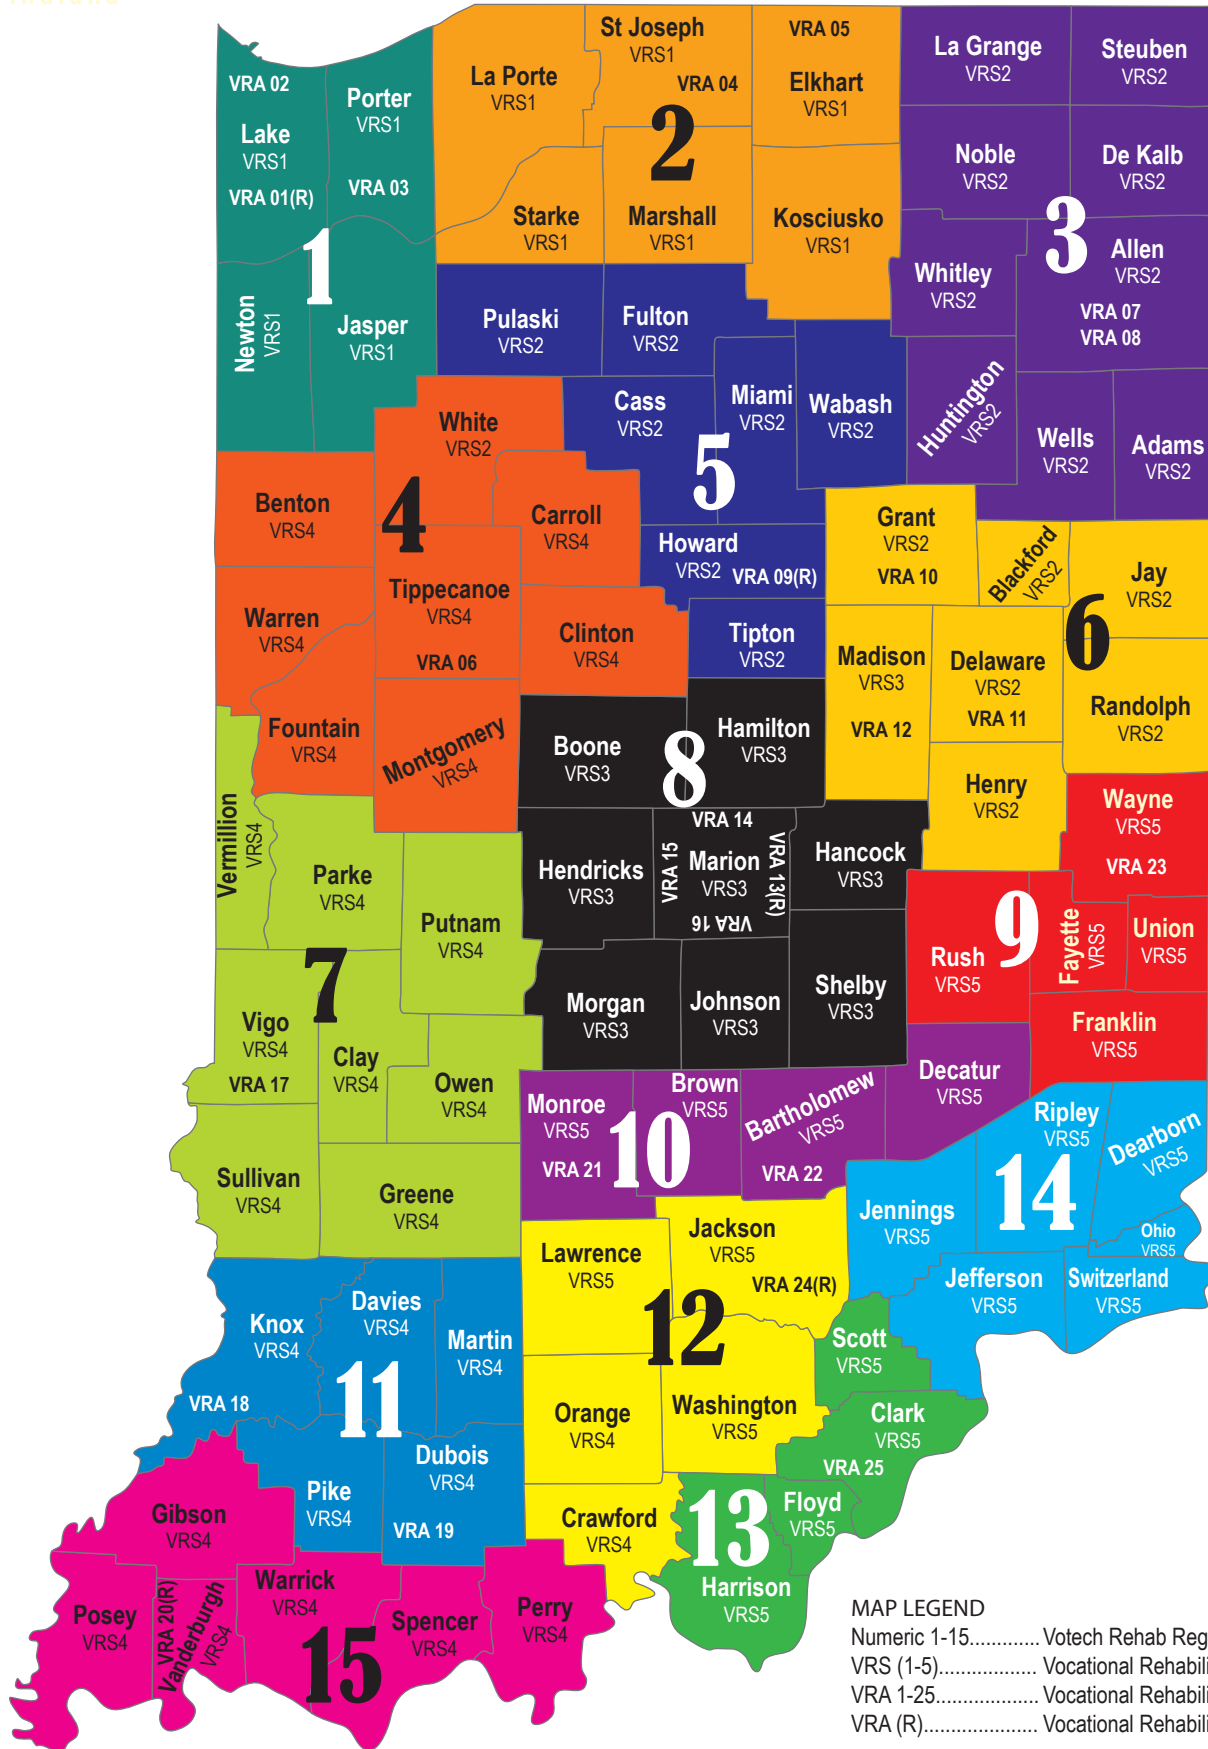 Indiana
VRA 02
Lake
VRS1
VRA 01(R)
Porter
VRS1
VRA 03
1
Newton
VRS1
Jasper
VRS1
La Porte
VRS1
St Joseph
VRS1
VRA 04
VRA 05
Elkhart
VRS1
2
Starke
VRS1
Marshall
VRS1
Kosciusko
VRS1
La Grange
VRS2
Steuben
VRS2
Noble
VRS2
De Kalb
VRS2
3
Whitley
VRS2
Allen
VRS2
VRA 07
VRA 08
Huntington
VRS2
Wells
VRS2
Adams
VRS2
Pulaski
VRS2
Fulton
VRS2
Cass
VRS2
Miami
VRS2
Wabash
VRS2
5
Howard
VRS2
VRA 09(R)
Tipton
VRS2
White
VRS2
Benton
VRS4
4
Carroll
VRS4
Warren
VRS4
Tippecanoe
VRS4
VRA 06
Clinton
VRS4
Fountain
VRS4
Montgomery
VRS4
Grant
VRS2
VRA 10
Blackford
VRS2
Jay
VRS2
6
Madison
VRS3
VRA 12
Delaware
VRS2
VRA 11
Randolph
VRS2
Henry
VRS2
Boone
VRS3
8
Hamilton
VRS3
Hendricks
VRS3
VRA 14
VRA 15
Marion
VRS3
VRA 13(R)
VRA 16
Hancock
VRS3
Morgan
VRS3
Johnson
VRS3
Shelby
VRS3
Vermillion
VRS4
Parke
VRS4
Putnam
VRS4
7
Vigo
VRS4
VRA 17
Clay
VRS4
Owen
VRS4
Sullivan
VRS4
Greene
VRS4
Wayne
VRS5
VRA 23
9
Rush
VRS5
Fayette
VRS5
Union
VRS5
Franklin
VRS5
Monroe
VRS5
VRA 21
10
Brown
VRS5
Bartholomew
VRS5
VRA 22
Decatur
VRS5
Ripley
VRS5
Dearborn
VRS5
14
Jennings
VRS5
Ohio
VRS5
Jefferson
VRS5
Switzerland
VRS5
Knox
VRS4
VRA 18
Davies
VRS4
Martin
VRS4
11
Pike
VRS4
Dubois
VRS4
VRA 19
Lawrence
VRS5
Jackson
VRS5
VRA 24(R)
12
Orange
VRS4
Washington
VRS5
Crawford
VRS4
Scott
VRS5
Clark
VRS5
VRA 25
13
Floyd
VRS5
Harrison
VRS5
Gibson
VRS4
Posey
VRS4
VRA 20(R)
Vanderburgh
VRS4
Warrick
VRS4
15
Spencer
VRS4
Perry
VRS4
MAP LEGEND
Numeric 1-15............. Votech Rehab Reg
VRS (1-5).................. Vocational Rehabili
VRA 1-25................... Vocational Rehabili
VRA (R)..................... Vocational Rehabili